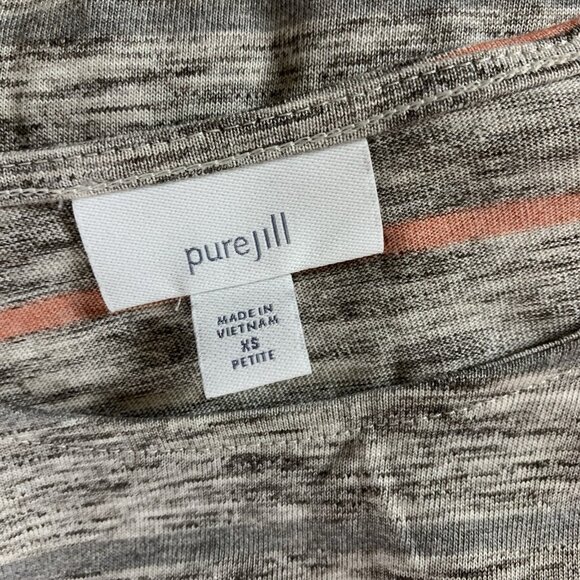 purejill
MADE IN
VIETNAM
XS
PETITE